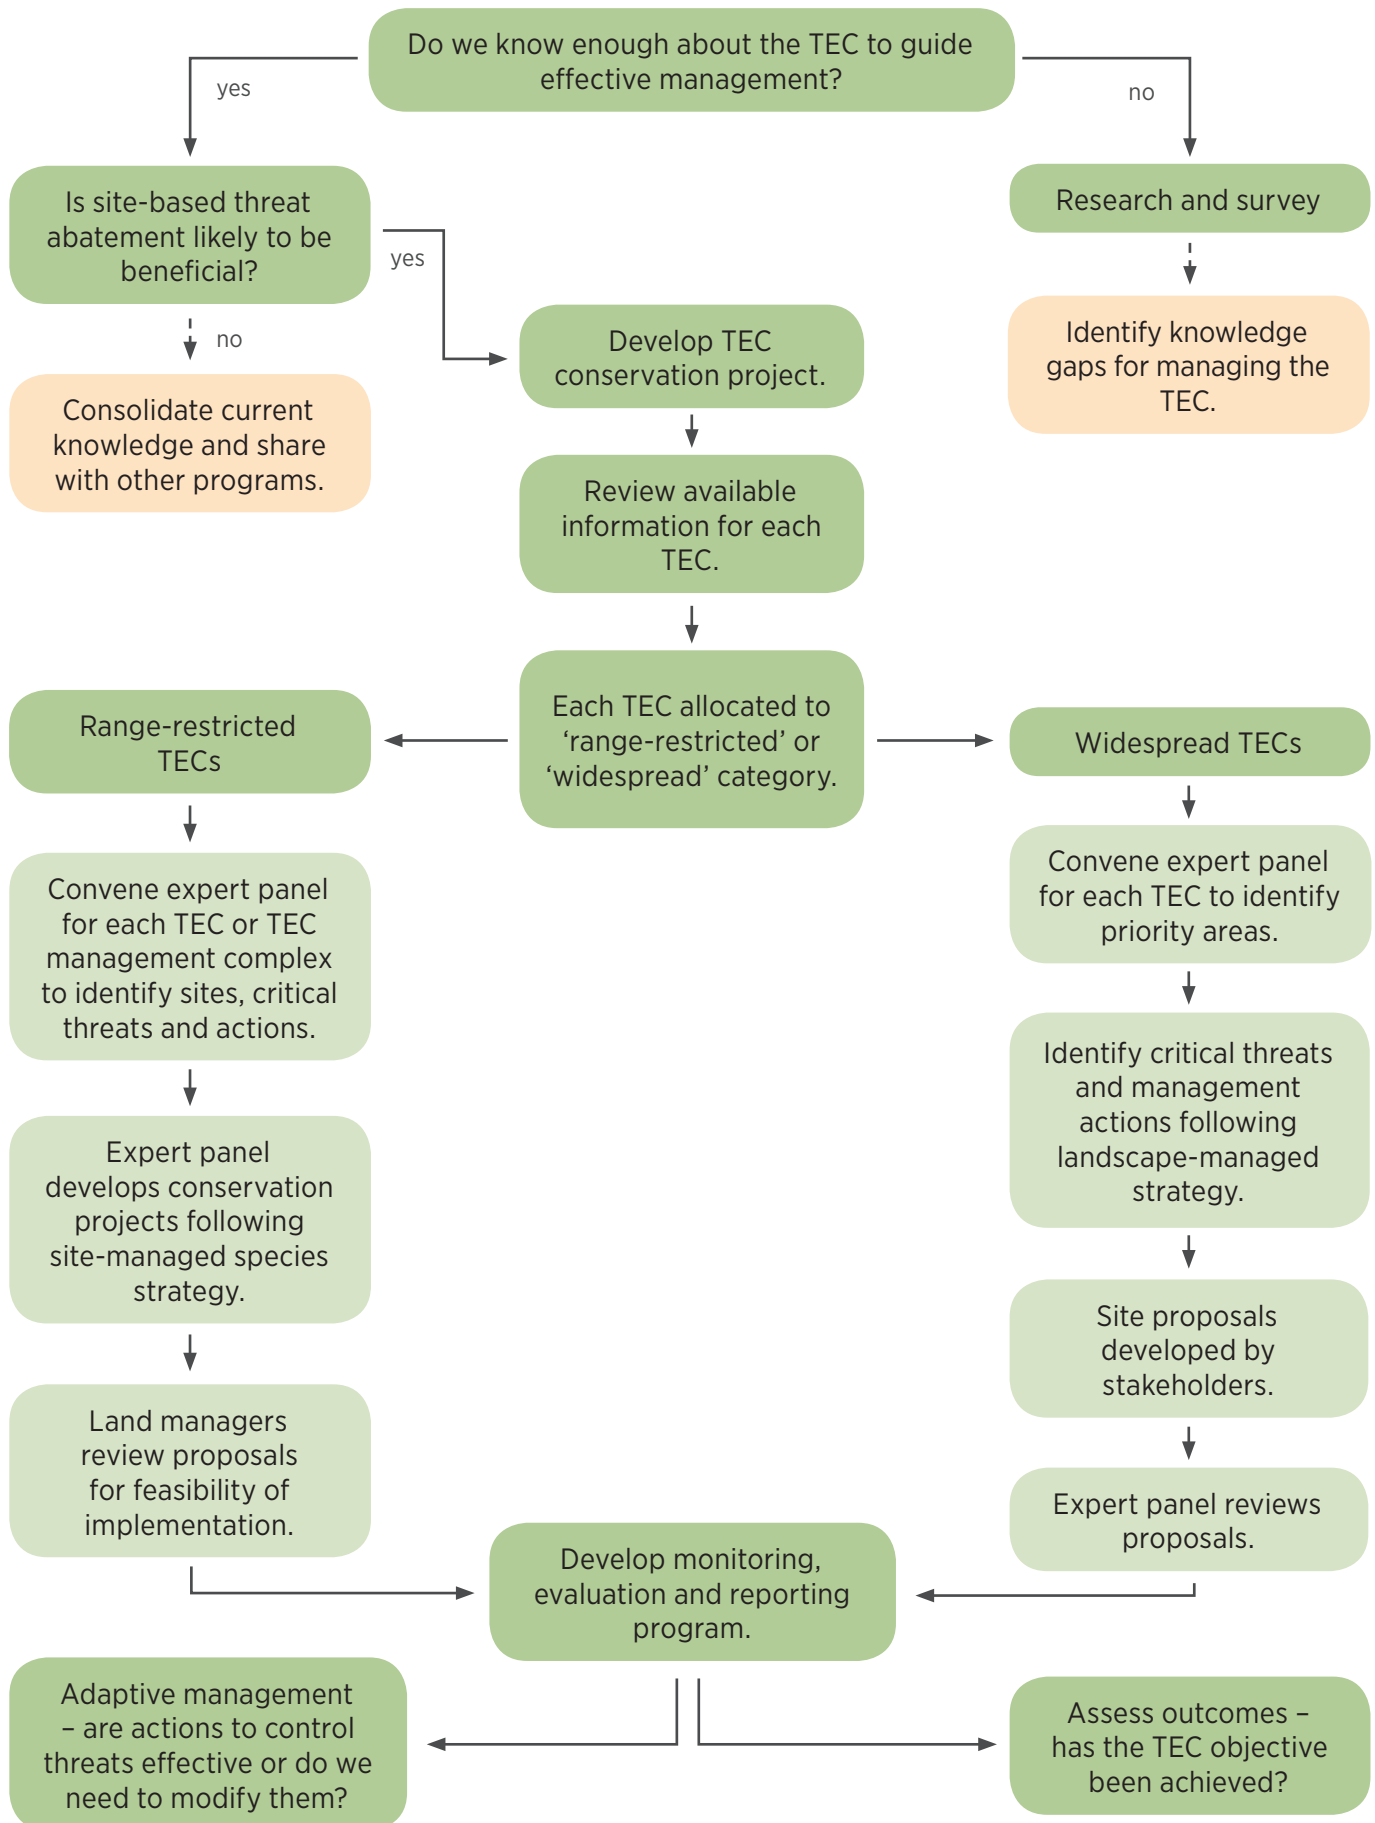 Do we know enough about the TEC to guide
effective management?
yes
no
Is site-based threat
abatement likely to be
beneficial?
yes
no
Research and survey
Identify knowledge
gaps for managing the
TEC.
Consolidate current
knowledge and share
with other programs.
Develop TEC
conservation project.
Review available
information for each
TEC.
Each TEC allocated to
‘range-restricted’ or
‘widespread’ category.
Range-restricted
TECs
Convene expert panel
for each TEC or TEC
management complex
to identify sites, critical
threats and actions.
Expert panel
develops conservation
projects following
site-managed species
strategy.
Land managers
review proposals
for feasibility of
implementation.
Widespread TECs
Convene expert panel
for each TEC to identify
priority areas.
Identify critical threats
and management
actions following
landscape-managed
strategy.
Site proposals
developed by
stakeholders.
Expert panel reviews
proposals.
Develop monitoring,
evaluation and reporting
program.
Adaptive management
– are actions to control
threats effective or do we
need to modify them?
Assess outcomes –
has the TEC objective
been achieved?